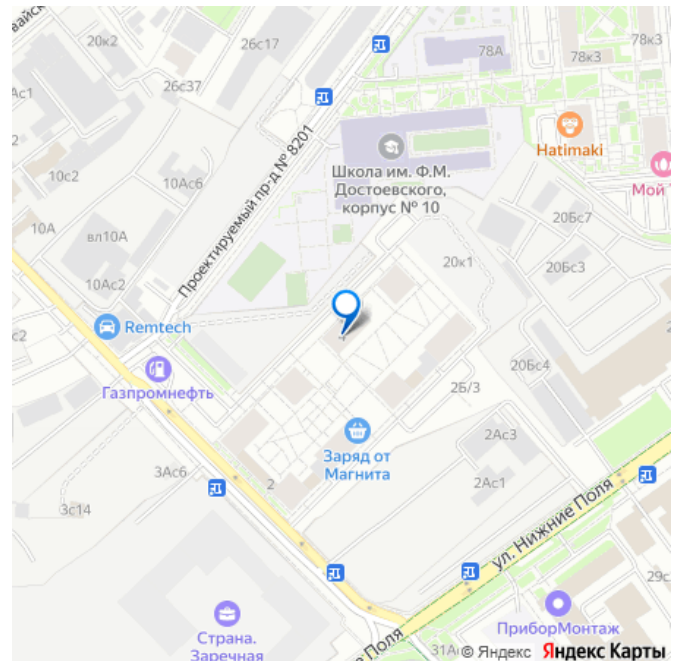 20к2
26с17
78А
78к3
78к3
26с37
Ас1
Проектируемый пр-д № 8201
Hatimaki
Школа им. Ф.М.
Достоевского,
корпус № 10
Мой
10с2
10Ас6
20Бс7
10А
вл10А
20к1
20Бс3
10Ас2
с2
Remtech
20Бс4
Газпромнефть
2Б/3
Заряд от
Магнита
2Ас3
3Ас6
2
2Ас1
3с14
ул. Нижние Поля
29с
Страна.
Заречная
ПриборМонтаж
Поля
31А
© Яндекс Яндекс Карты